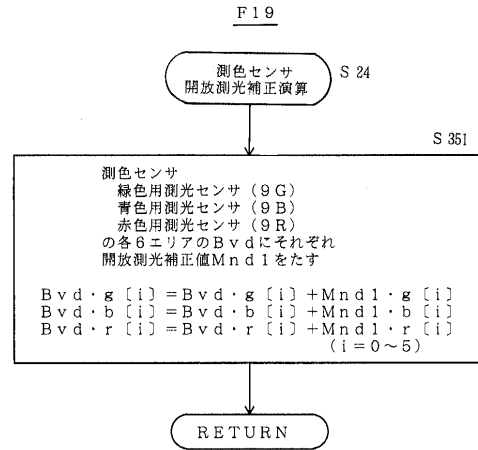 F19
測色センサ
開放測光補正演算
S 24
S 351
測色センサ
緑色用測光センサ (9G)
青色用測光センサ (9B)
赤色用測光センサ (9R)
の各6エリアのBvdにそれぞれ
開放測光補正値Mnd1をたす
Bvd・g [i] =Bvd・g [i] +Mnd1・g [i]
Bvd・b [i] =Bvd・b [i] +Mnd1・b [i]
Bvd・r [i] =Bvd・r [i] +Mnd1・r [i]
(i=0〜5)
RETURN